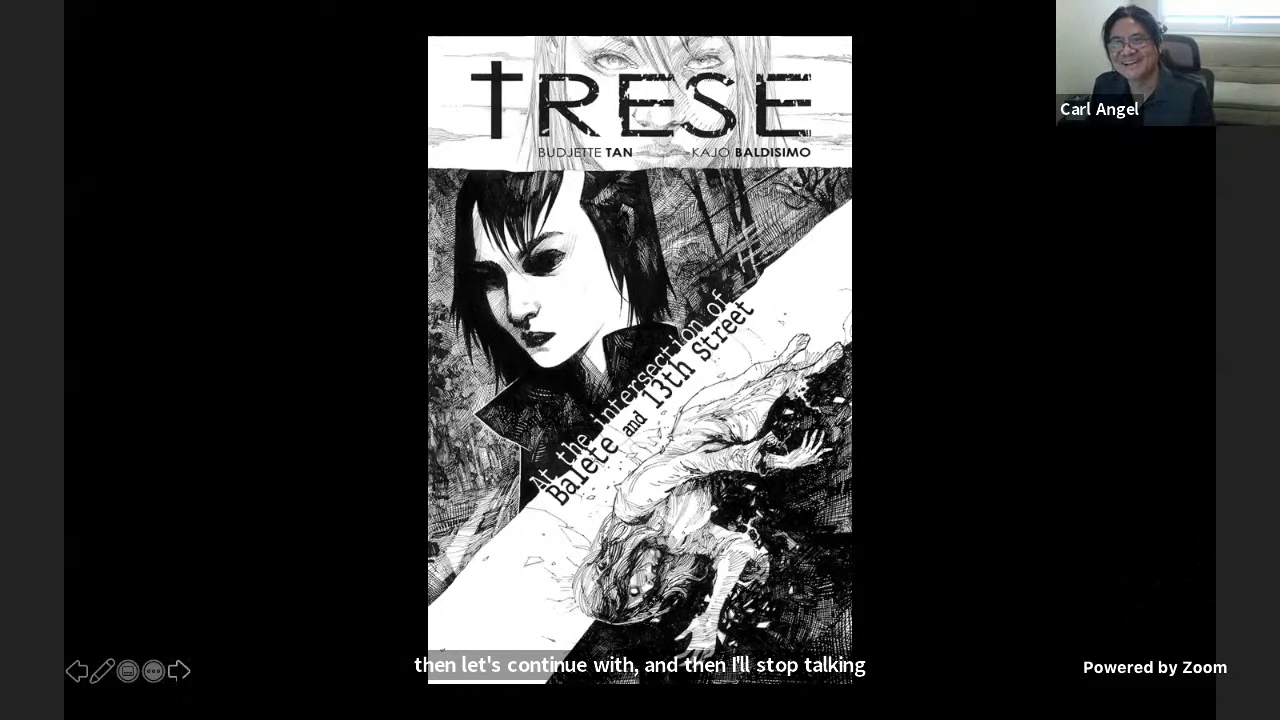 †RESE
BUDJETTE TAN
KAJO BALDISIMO
At the intersection of
Balete and 13th Street
Carl Angel
then let's continue with, and then I'll stop talking
Powered by Zoom